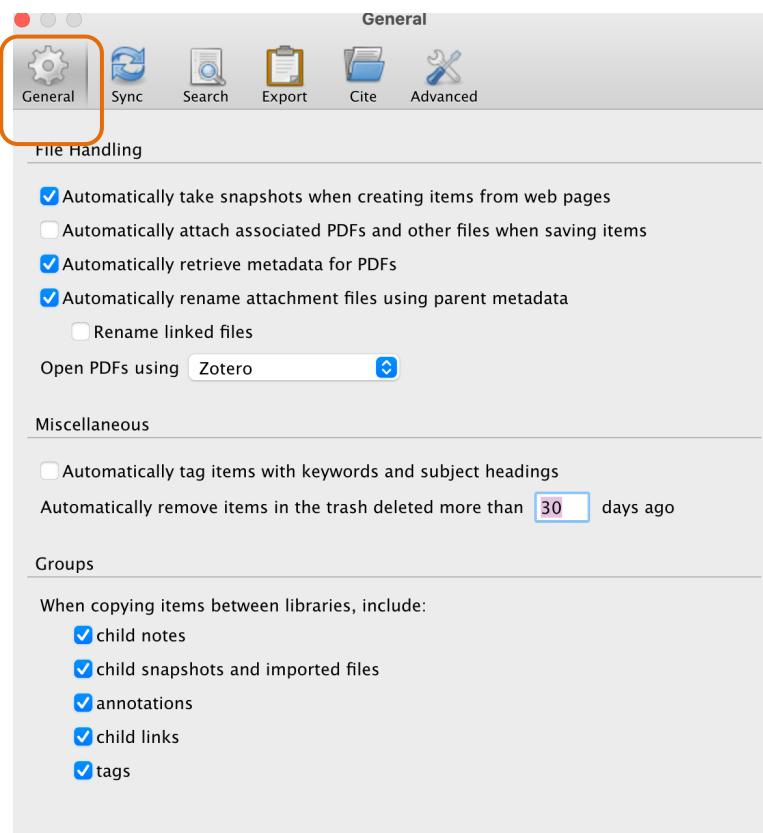 General
General Sync Search Export Cite Advanced
File Handling
Automatically take snapshots when creating items from web pages
Automatically attach associated PDFs and other files when saving items
Automatically retrieve metadata for PDFs
Automatically rename attachment files using parent metadata
Rename linked files
Open PDFs using Zotero
Miscellaneous
Automatically tag items with keywords and subject headings
Automatically remove items in the trash deleted more than 30 days ago
Groups
When copying items between libraries, include:
child notes
child snapshots and imported files
annotations
child links
tags